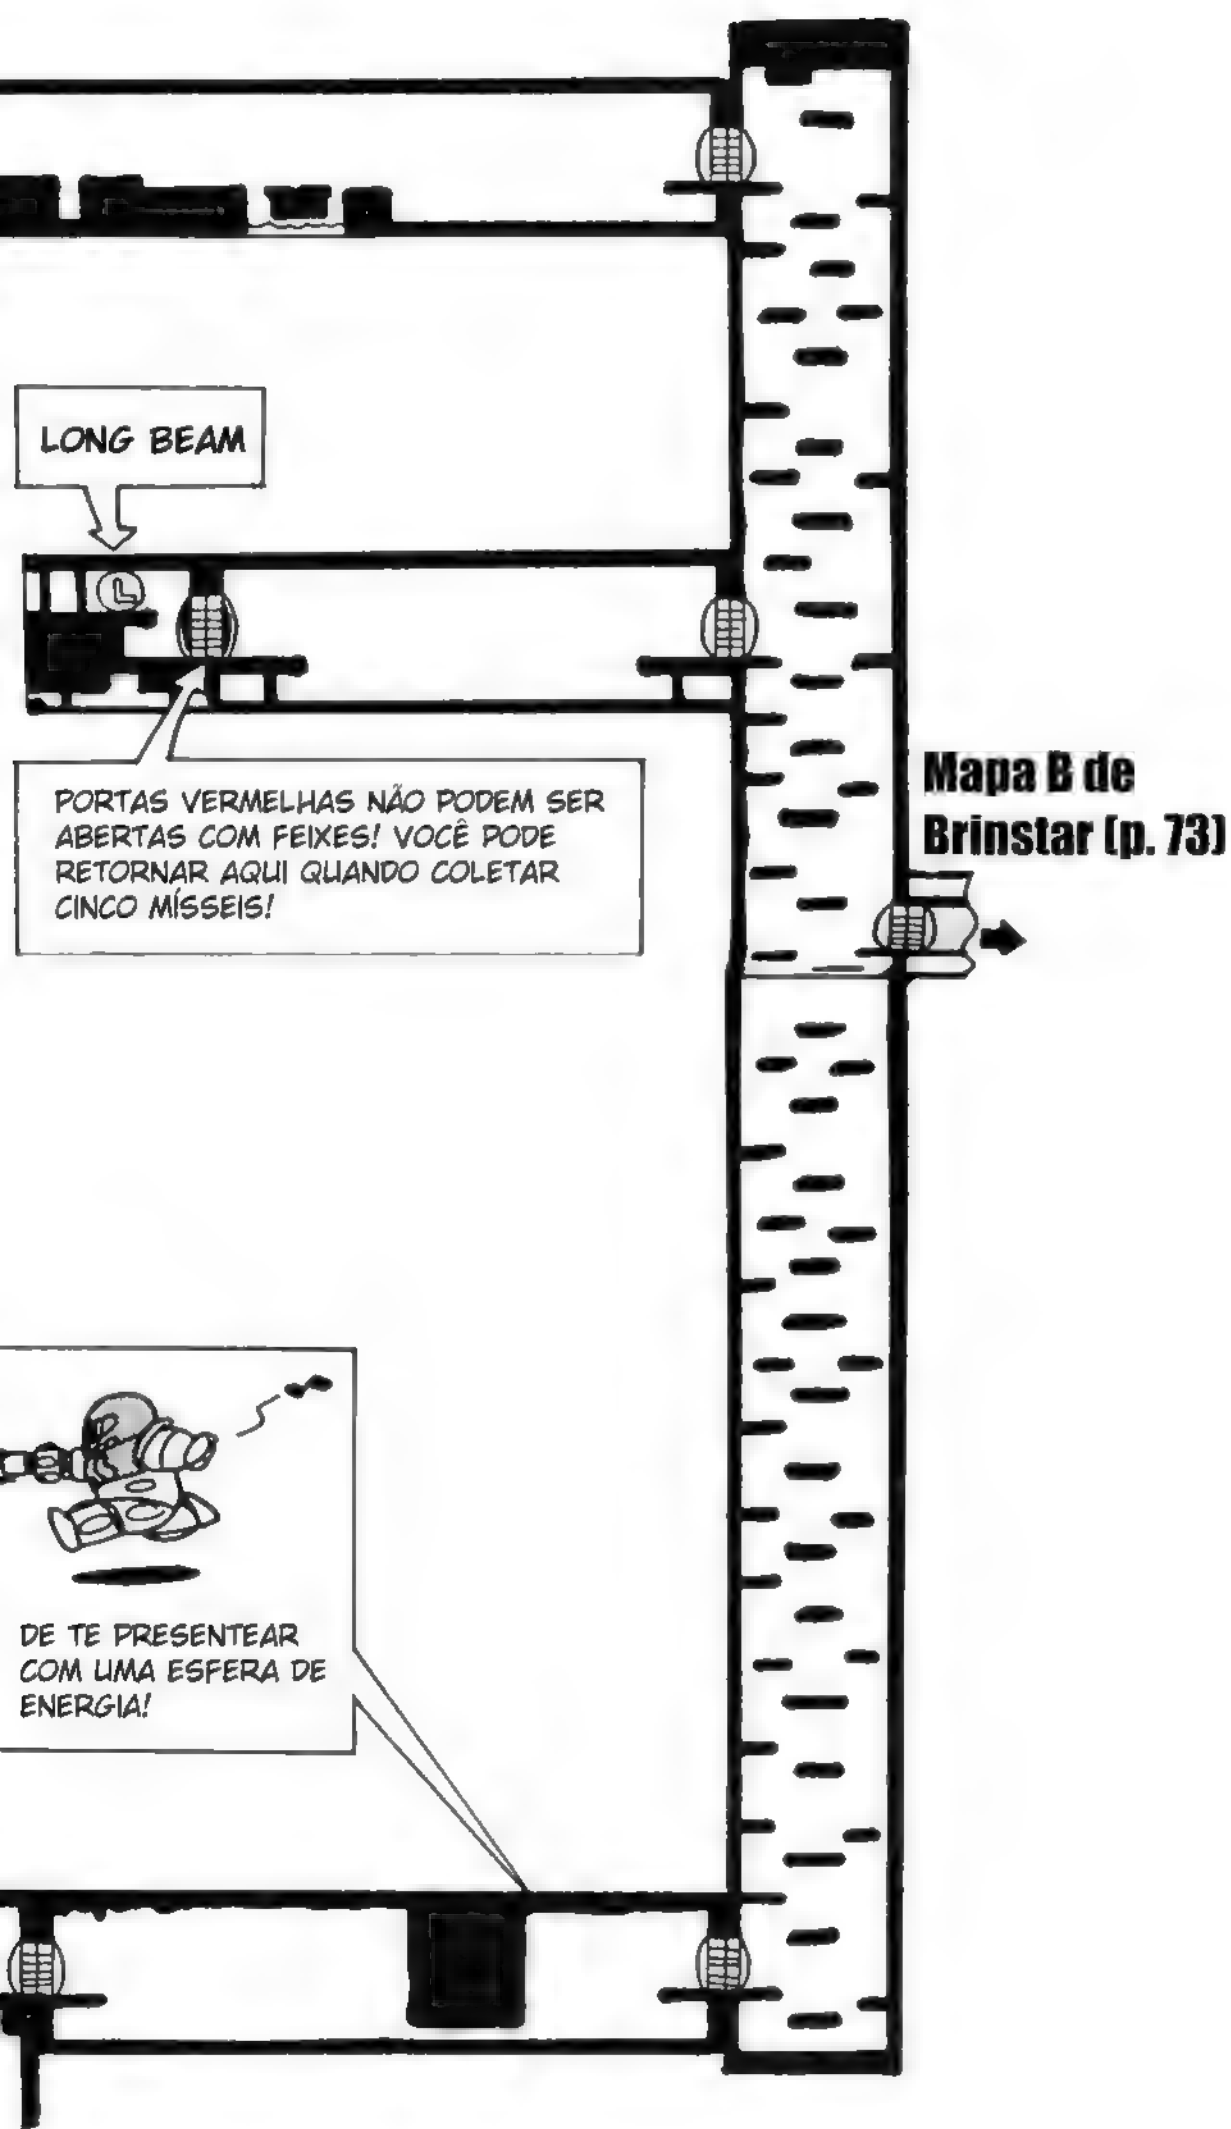 LONG BEAM
L
PORTAS VERMELHAS NÃO PODEM SER
ABERTAS COM FEIXES! VOCÊ PODE
RETORNAR AQUI QUANDO COLETAR
CINCO MÍSSEIS!
Mapa B de
Brinstar (p. 73)
DE TE PRESENTEAR
COM UMA ESFERA DE
ENERGIA!